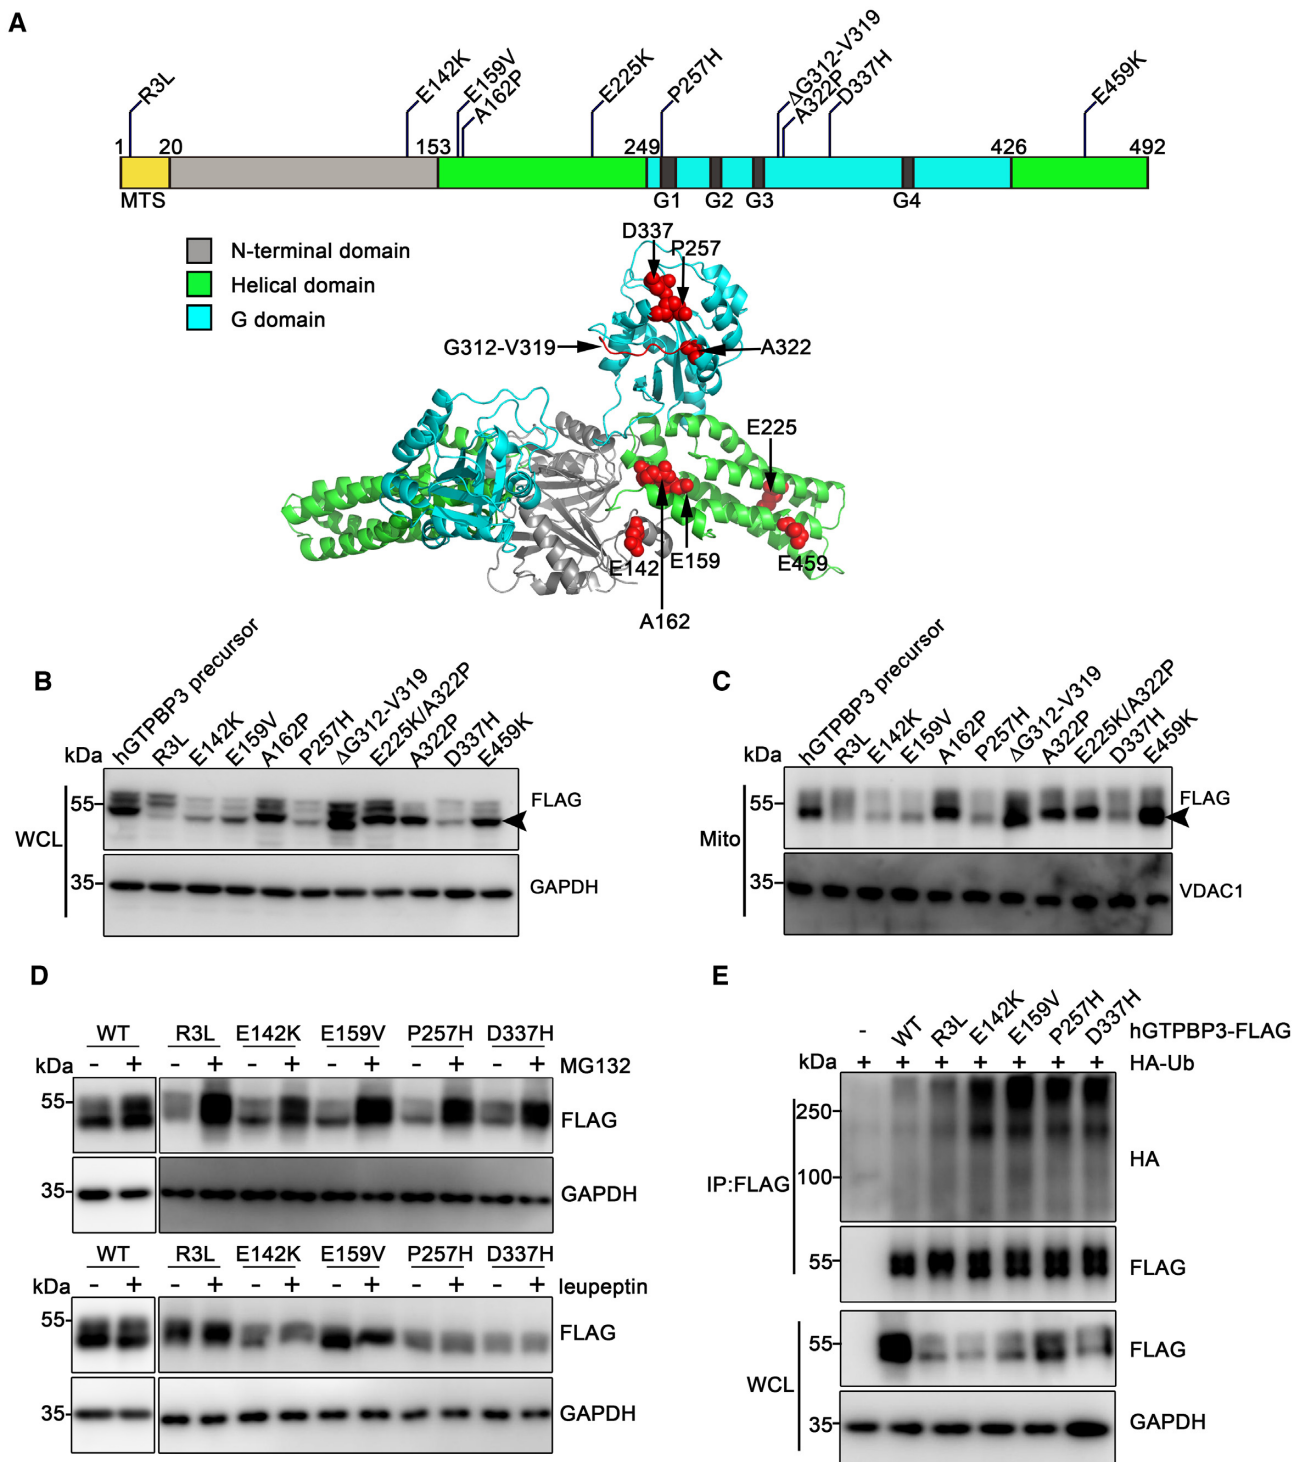 A
R3L
E142K
E159V
A162P
E225K
P257H
ΔG312-V319
A322P
D337H
E459K
1 20 153 249 426 492
MTS G1 G2 G3 G4
N-terminal domain
Helical domain
G domain
D337
P257
G312-V319
A322
E225
E142 E159 E459
A162
B
hGTPBP3 precursor
R3L
E142K
E159V
A162P
P257H
ΔG312-V319
E225K/A322P
A322P
D337H
E459K
kDa
55
FLAG
WCL
35
GAPDH
C
hGTPBP3 precursor
R3L
E142K
E159V
A162P
P257H
ΔG312-V319
A322P
E225K/A322P
D337H
E459K
kDa
55
FLAG
Mito
35
VDAC1
D
WT R3L E142K E159V P257H D337H
kDa - + - + - + - + - + - + MG132
55
FLAG
35
GAPDH
WT R3L E142K E159V P257H D337H
kDa - + - + - + - + - + - + leupeptin
55
FLAG
35
GAPDH
E
- WT R3L E142K E159V P257H D337H hGTPBP3-FLAG
kDa + + + + + + + HA-Ub
250
HA
100
IP:FLAG
55
FLAG
55
FLAG
WCL
35
GAPDH